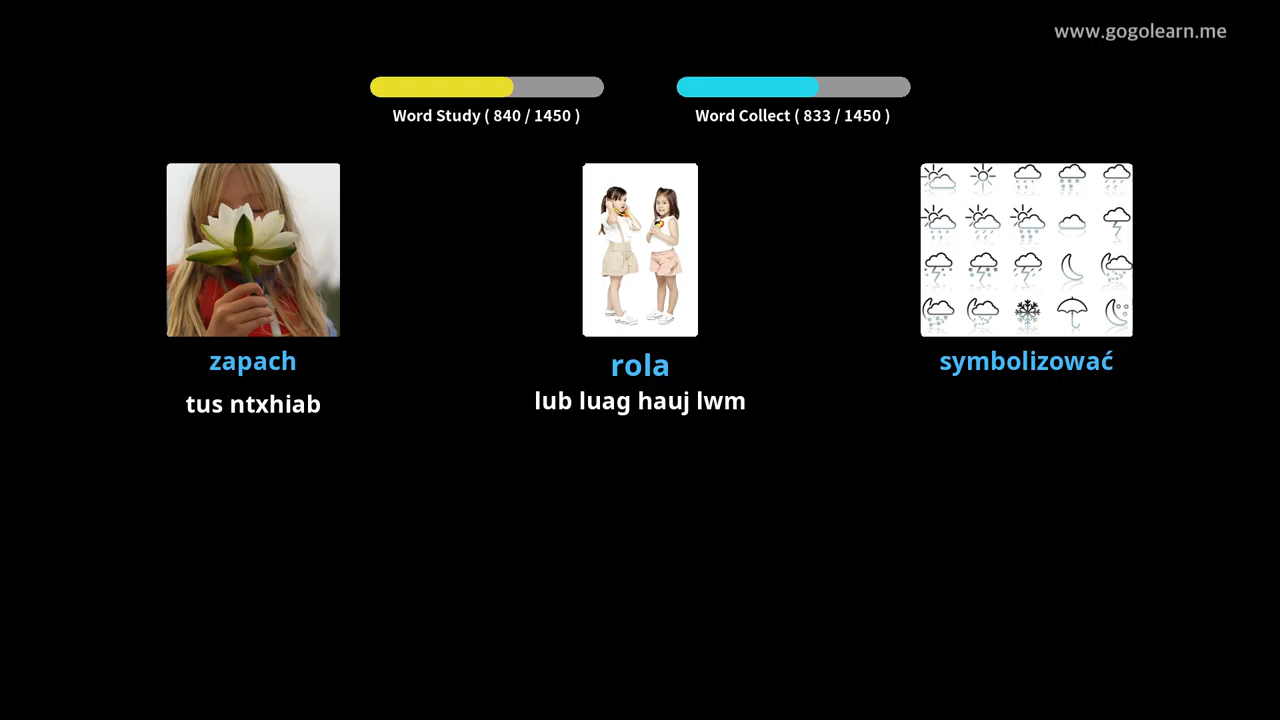 www.gogolearn.me
Word Study ( 840 / 1450 )
Word Collect ( 833 / 1450 )
zapach
tus ntxhiab
rola
lub luag hauj lwm
symbolizować